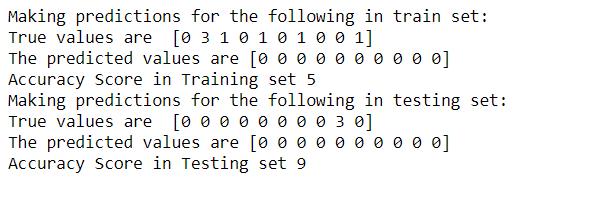 Making predictions for the following in train set:
True values are  [0 3 1 0 1 0 1 0 0 1]
The predicted values are [0 0 0 0 0 0 0 0 0 0]
Accuracy Score in Training set 5
Making predictions for the following in testing set:
True values are  [0 0 0 0 0 0 0 0 3 0]
The predicted values are [0 0 0 0 0 0 0 0 0 0]
Accuracy Score in Testing set 9